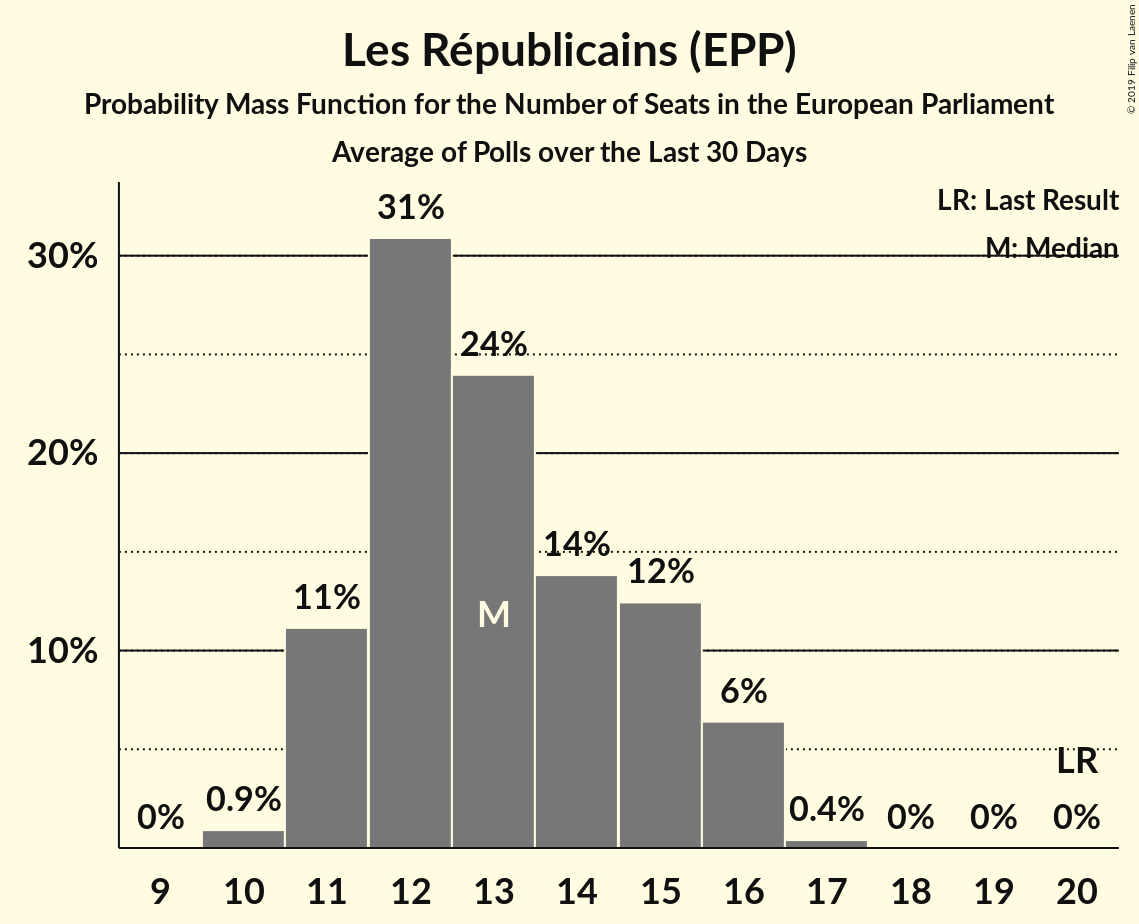 Les Républicains (EPP)
Probability Mass Function for the Number of Seats in the European Parliament
Average of Polls over the Last 30 Days
© 2019 Filip van Laenen
LR: Last Result
M: Median
30%
20%
10%
0%
0.9%
11%
31%
24%
14%
12%
6%
0.4%
0%
0%
0%
M
LR
9 10 11 12 13 14 15 16 17 18 19 20